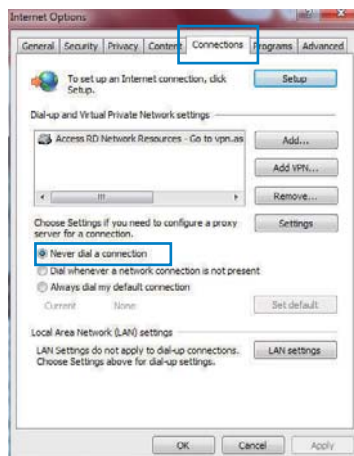 Internet Options
General Security Privacy Content Connections Programs Advanced
To set up an Internet connection, click
Setup.
Setup
Dial-up and Virtual Private Network settings
Access RD Network Resources - Go to vpn.as
Add...
Add VPN...
Remove...
Choose Settings if you need to configure a proxy
server for a connection.
Settings
Never dial a connection
Dial whenever a network connection is not present
Always dial my default connection
Current None
Set default
Local Area Network (LAN) settings
LAN Settings do not apply to dial-up connections.
Choose Settings above for dial-up settings.
LAN settings
OK Cancel Apply